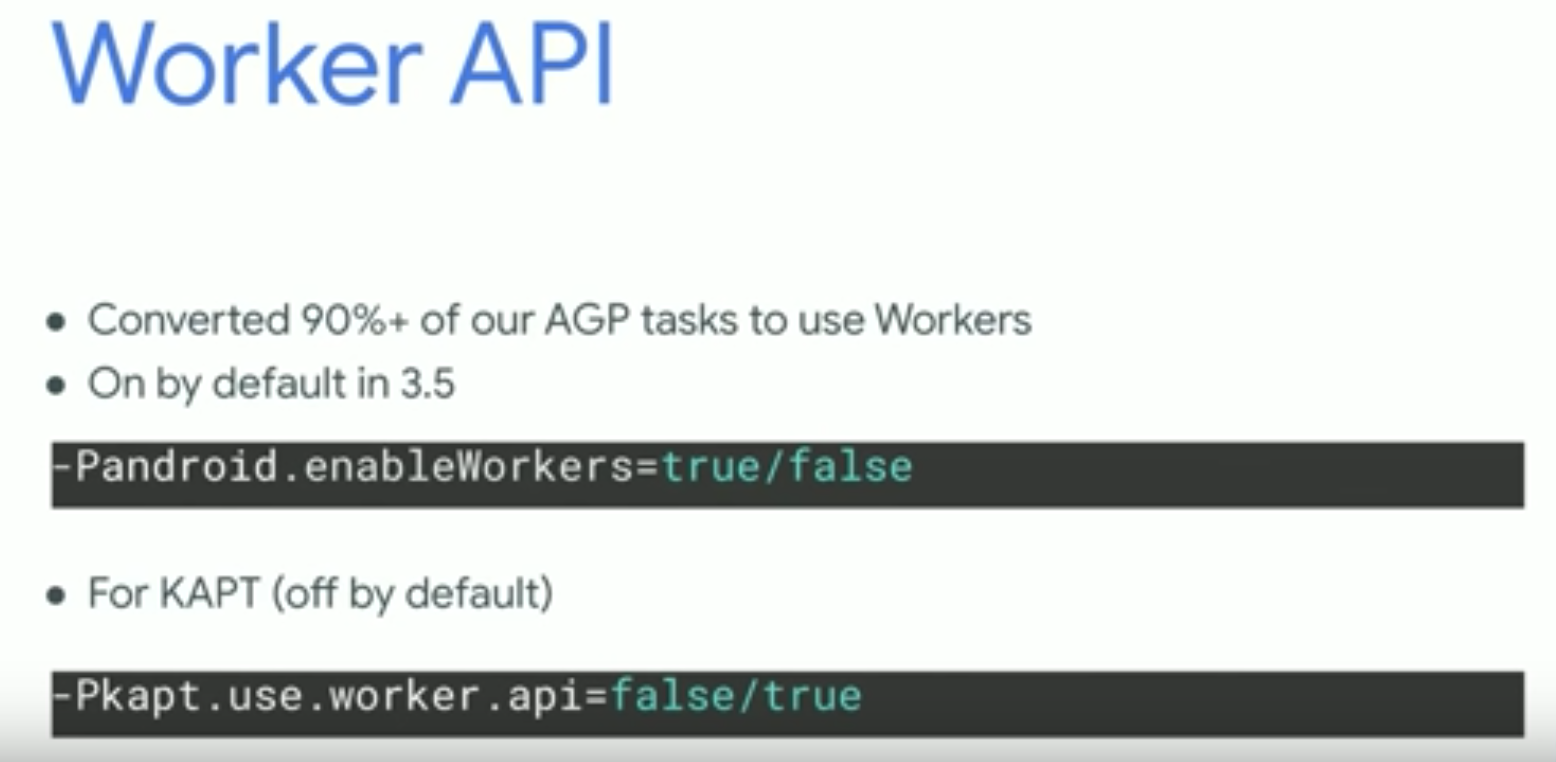 Worker API
● Converted 90%+ of our AGP tasks to use Workers
● On by default in 3.5
-Pandroid.enableWorkers=true/false
● For KAPT (off by default)
-Pkapt.use.worker.api=false/true